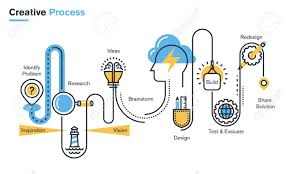 Creative Process
Identify
Problem
?
Research
Ideas
Brainstorm
Build
Redesign
Share
Solution
Design
Test & Evaluate
Inspiration
Vision